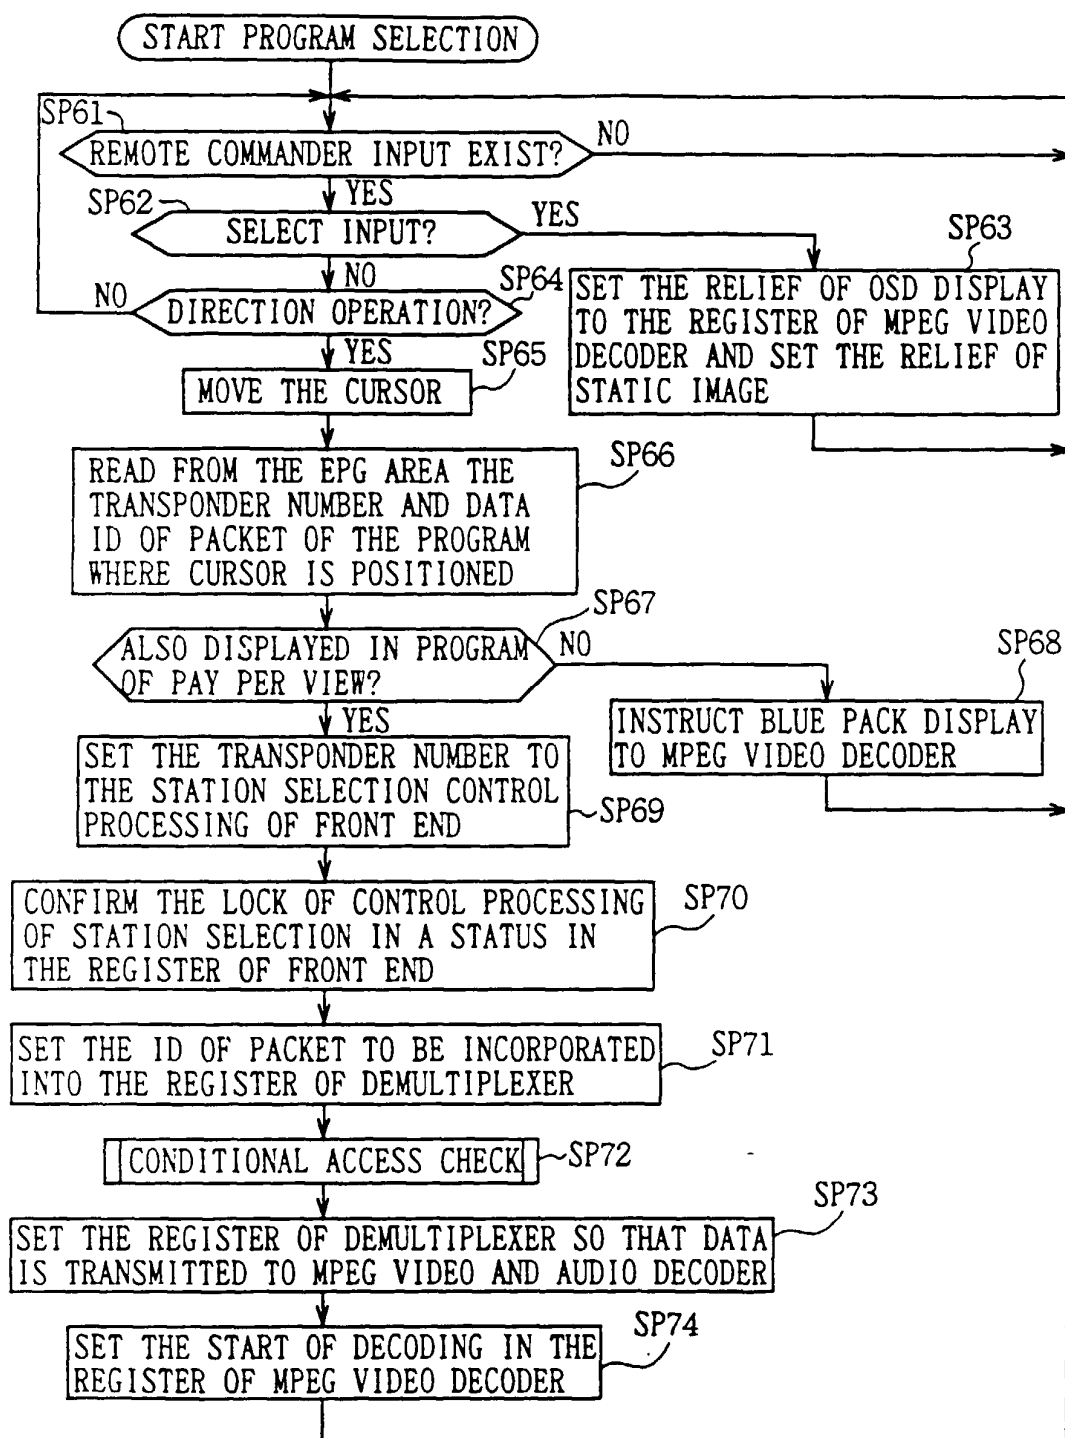 START PROGRAM SELECTION
SP61
REMOTE COMMANDER INPUT EXIST?
NO
YES
SP62
SELECT INPUT?
YES
NO
SP63
SET THE RELIEF OF OSD DISPLAY
TO THE REGISTER OF MPEG VIDEO
DECODER AND SET THE RELIEF OF
STATIC IMAGE
SP64
DIRECTION OPERATION?
NO
YES
SP65
MOVE THE CURSOR
SP66
READ FROM THE EPG AREA THE
TRANSPONDER NUMBER AND DATA
ID OF PACKET OF THE PROGRAM
WHERE CURSOR IS POSITIONED
SP67
ALSO DISPLAYED IN PROGRAM
OF PAY PER VIEW?
NO
YES
SP68
INSTRUCT BLUE PACK DISPLAY
TO MPEG VIDEO DECODER
SET THE TRANSPONDER NUMBER TO
THE STATION SELECTION CONTROL
PROCESSING OF FRONT END
SP69
CONFIRM THE LOCK OF CONTROL PROCESSING
OF STATION SELECTION IN A STATUS IN
THE REGISTER OF FRONT END
SP70
SET THE ID OF PACKET TO BE INCORPORATED
INTO THE REGISTER OF DEMULTIPLEXER
SP71
CONDITIONAL ACCESS CHECK
SP72
SP73
SET THE REGISTER OF DEMULTIPLEXER SO THAT DATA
IS TRANSMITTED TO MPEG VIDEO AND AUDIO DECODER
SP74
SET THE START OF DECODING IN THE
REGISTER OF MPEG VIDEO DECODER